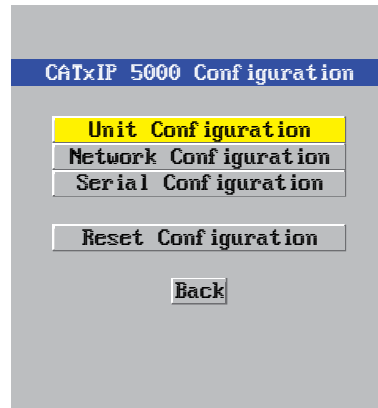 CATxIP 5000 Configuration
Unit Configuration
Network Configuration
Serial Configuration
Reset Configuration
Back